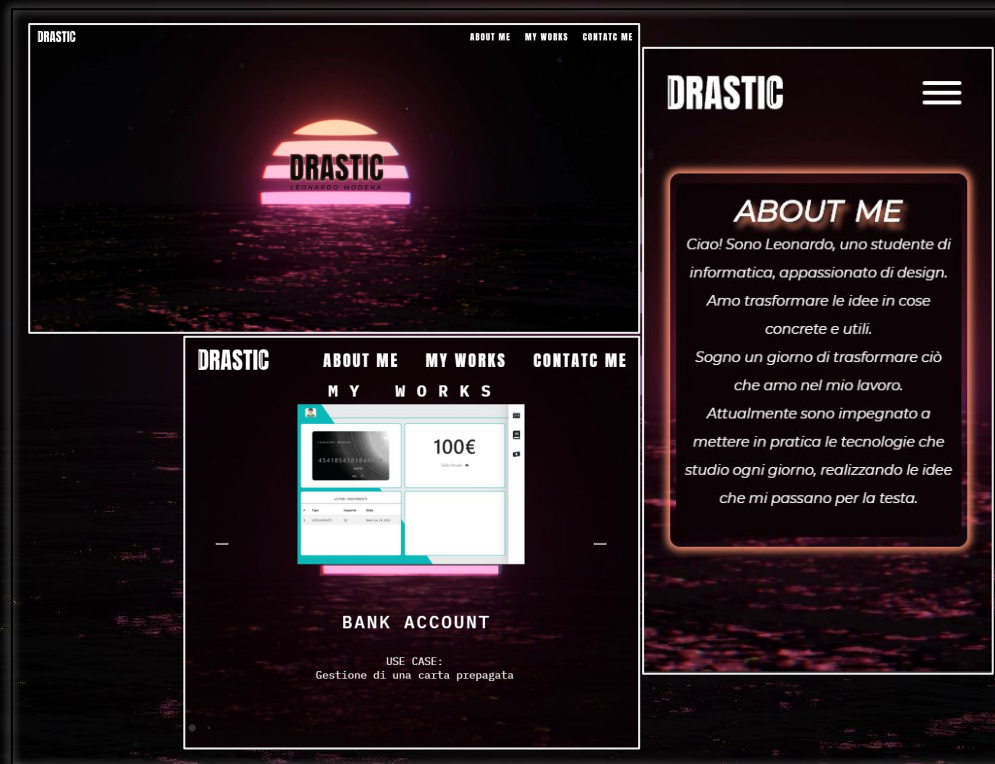 DRASTIC
ABOUT ME MY WORKS CONTATC ME
DRASTIC
LEONARDO MODENA
DRASTIC
ABOUT ME
Ciao! Sono Leonardo, uno studente di
informatica, appassionato di design.
Amo trasformare le idee in cose
concrete e utili.
Sogno un giorno di trasformare ciò
che amo nel mio lavoro.
Attualmente sono impegnato a
mettere in pratica le tecnologie che
studio ogni giorno, realizzando le idee
che mi passano per la testa.
DRASTIC ABOUT ME MY WORKS CONTATC ME
MY WORKS
100€
BANK ACCOUNT
USE CASE:
Gestione di una carta prepagata